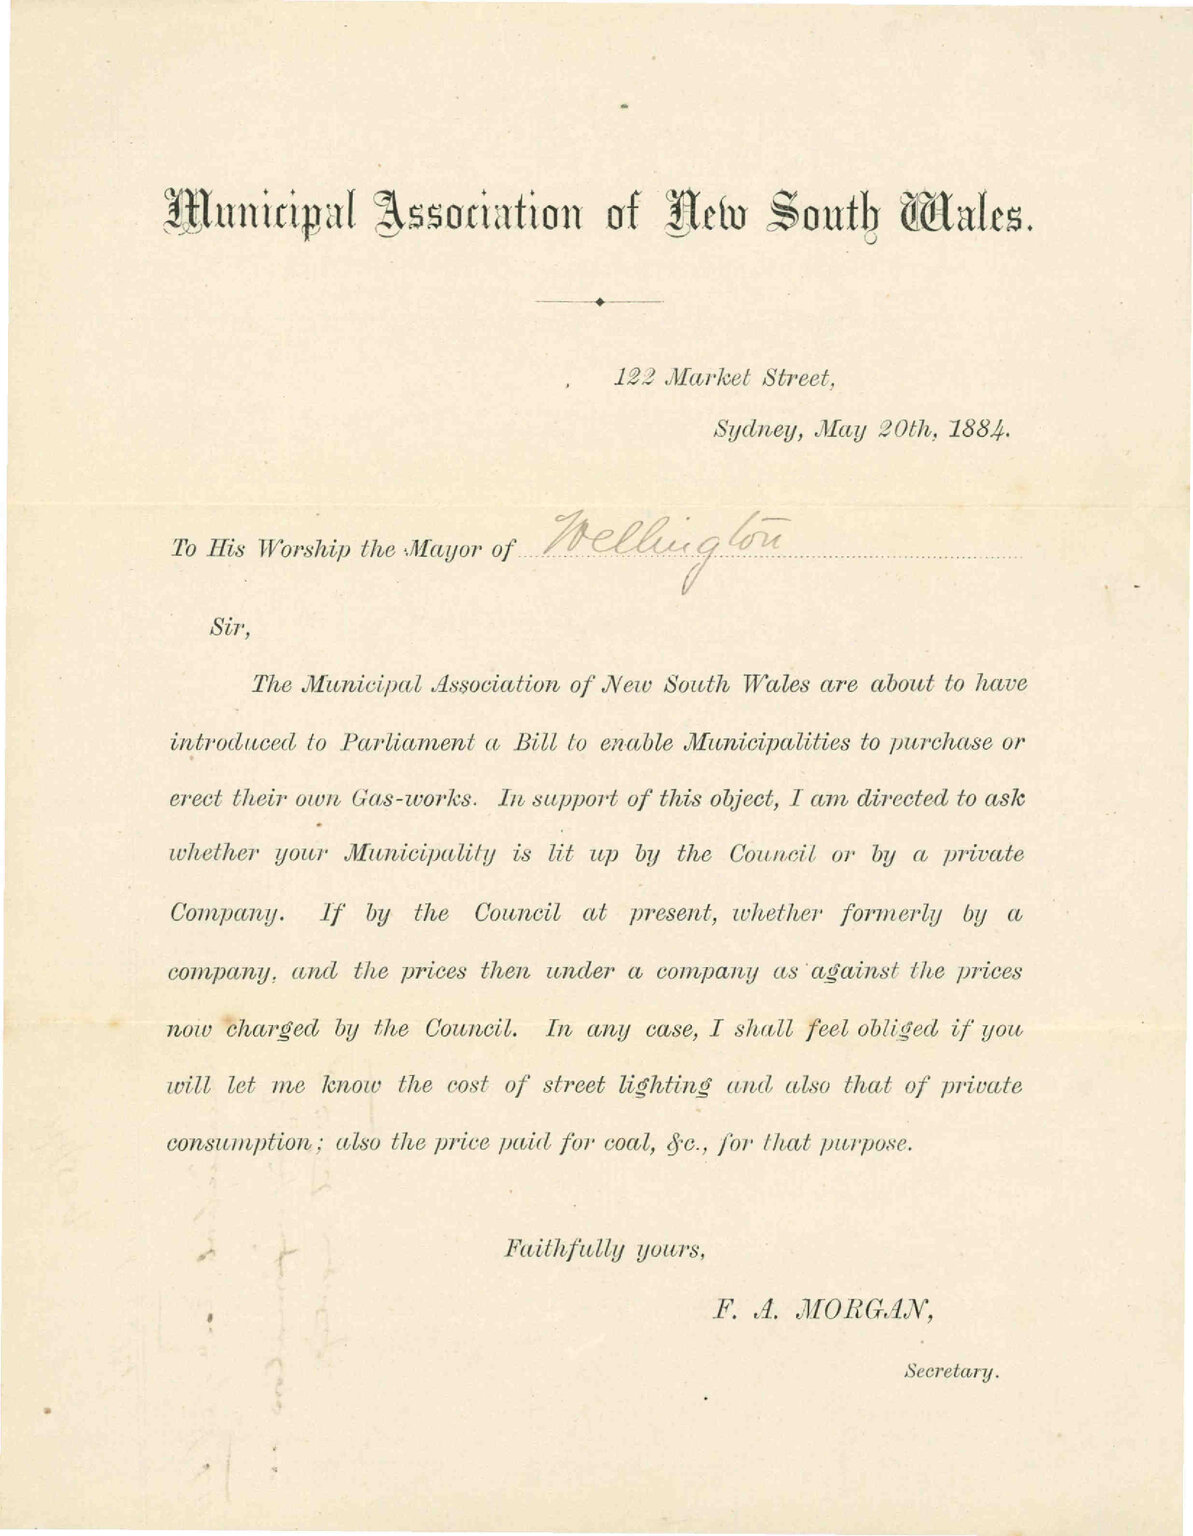 Municipal Association of New South Wales.
122 Market Street,
Sydney, May 20th, 1884.
To His Worship the Mayor of Wellington
Sir,
The Municipal Association of New South Wales are about to have
introduced to Parliament a Bill to enable Municipalities to purchase or
erect their own Gas-works. In support of this object, I am directed to ask
whether your Municipality is lit up by the Council or by a private
Company. If by the Council at present, whether formerly by a
company, and the prices then under a company as against the prices
now charged by the Council. In any case, I shall feel obliged if you
will let me know the cost of street lighting and also that of private
consumption; also the price paid for coal, &c., for that purpose.
Faithfully yours,
F. A. MORGAN,
Secretary.